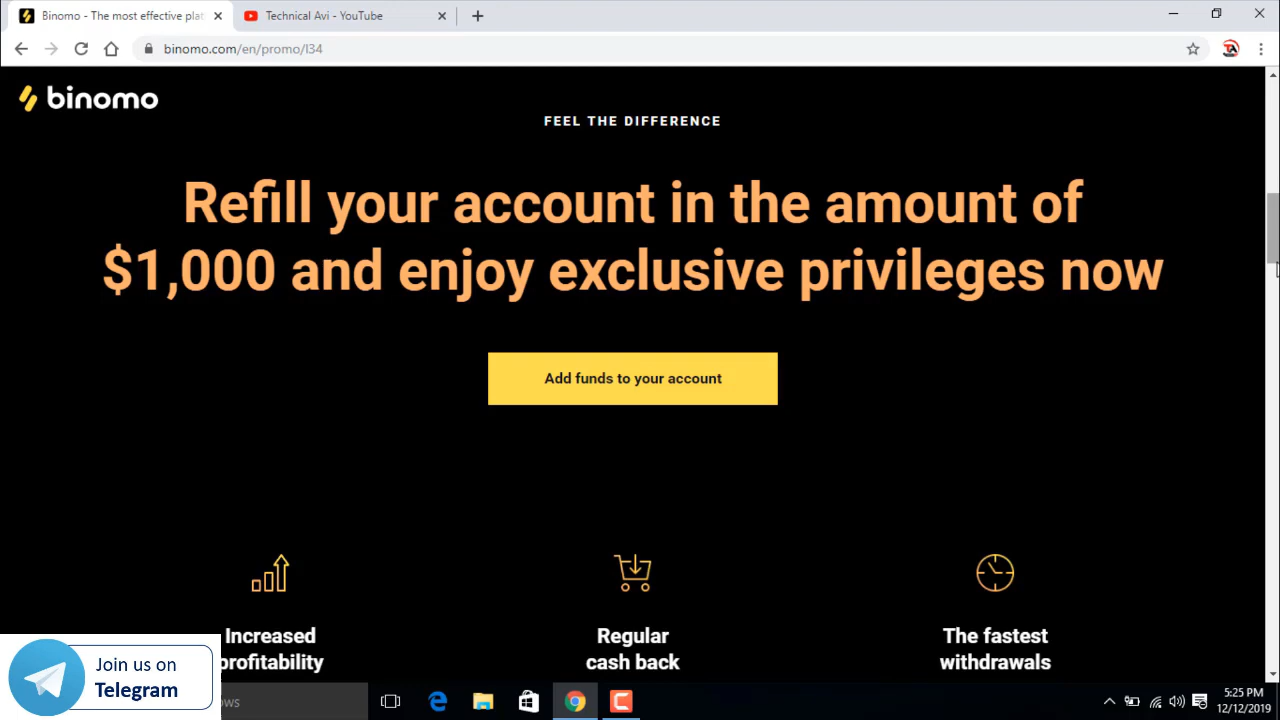 Binomo - The most effective plat
Technical Avi - YouTube
binomo.com/en/promo/l34
TA
binomo
FEEL THE DIFFERENCE
Refill your account in the amount of
$1,000 and enjoy exclusive privileges now
Add funds to your account
Increased
profitability
Regular
cash back
The fastest
withdrawals
Join us on
Telegram
ows
5:25 PM
12/12/2019